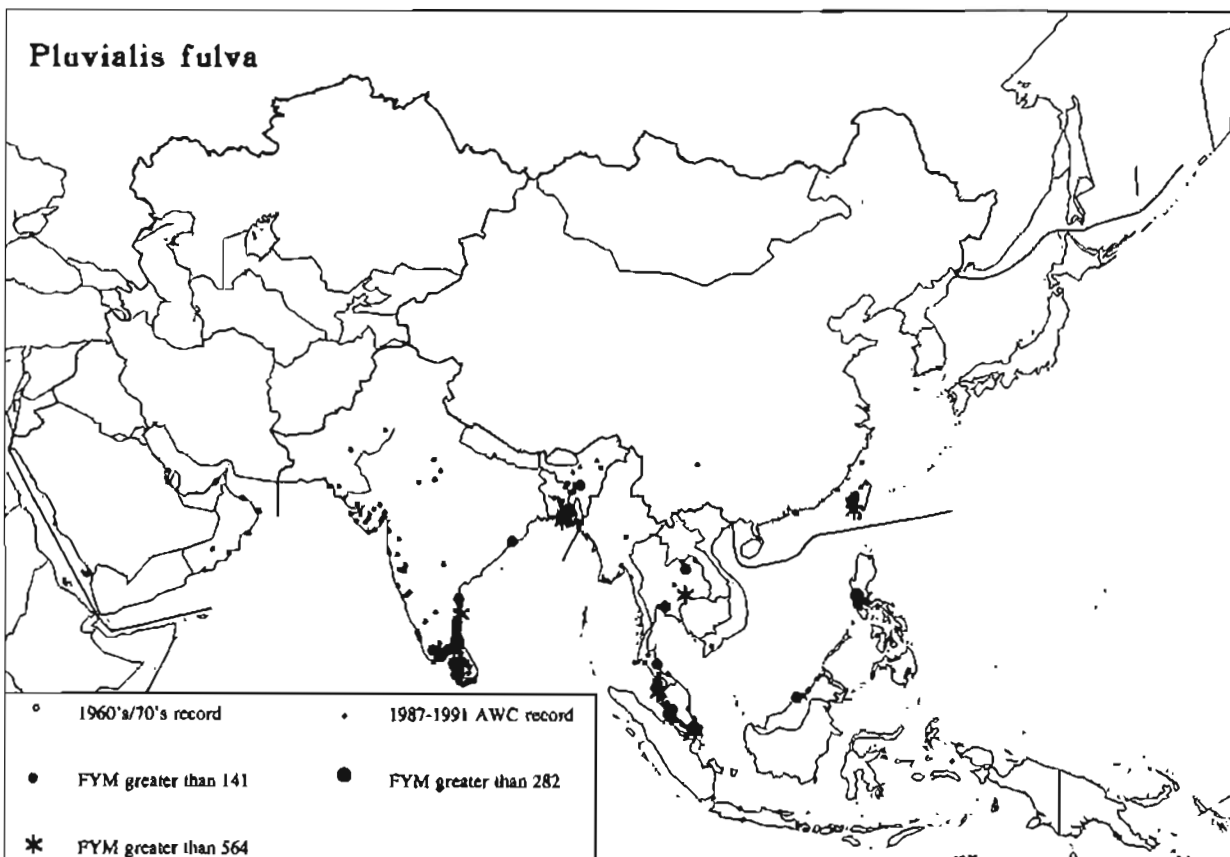 Pluvialis fulva
1960's/70's record
1987-1991 AWC record
FYM greater than 141
FYM greater than 282
FYM greater than 564